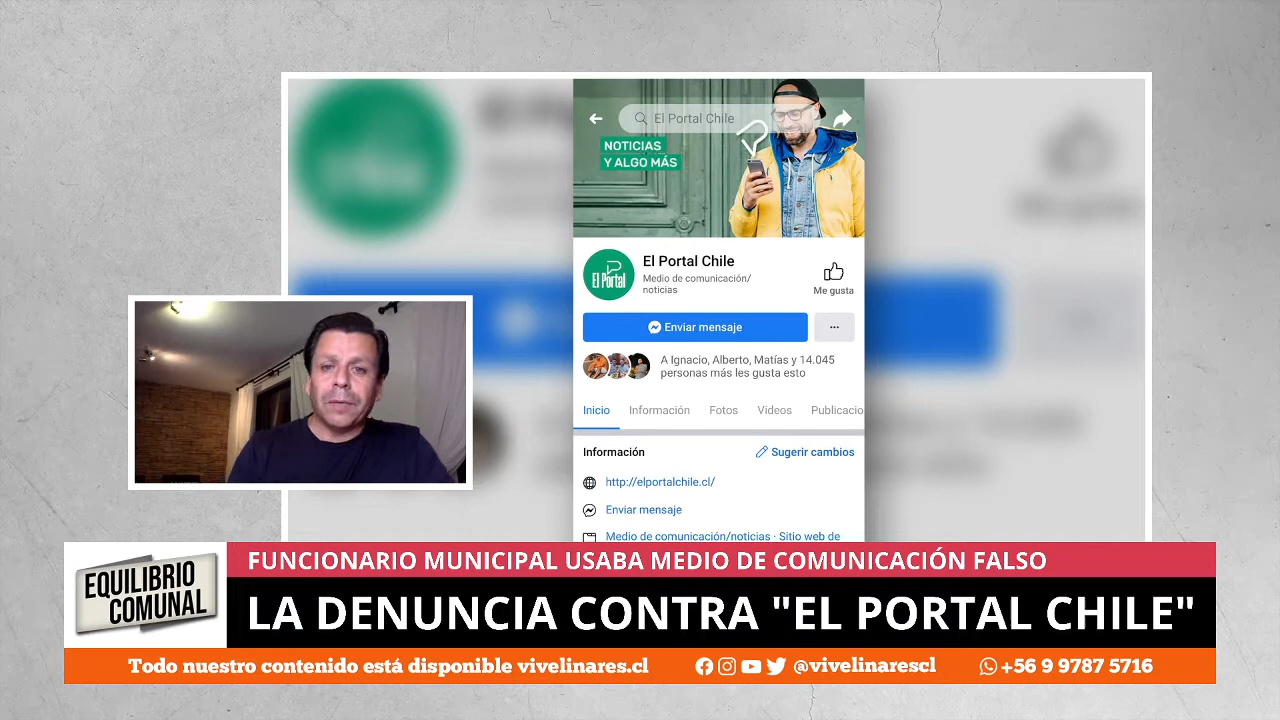 El Portal Chile
NOTICIAS
Y ALGO MÁS
El Portal
El Portal Chile
Medio de comunicación/
noticias
Me gusta
Enviar mensaje
...
A Ignacio, Alberto, Matías y 14.045
personas más les gusta esto
Inicio Información Fotos Videos Publicacio
Información
Sugerir cambios
http://elportalchile.cl/
Enviar mensaje
Medio de comunicación/noticias · Sitio web de
EQUILIBRIO
COMUNAL
FUNCIONARIO MUNICIPAL USABA MEDIO DE COMUNICACIÓN FALSO
LA DENUNCIA CONTRA "EL PORTAL CHILE"
Todo nuestro contenido está disponible vivelinares.cl
@vivelinarescl
+56 9 9787 5716